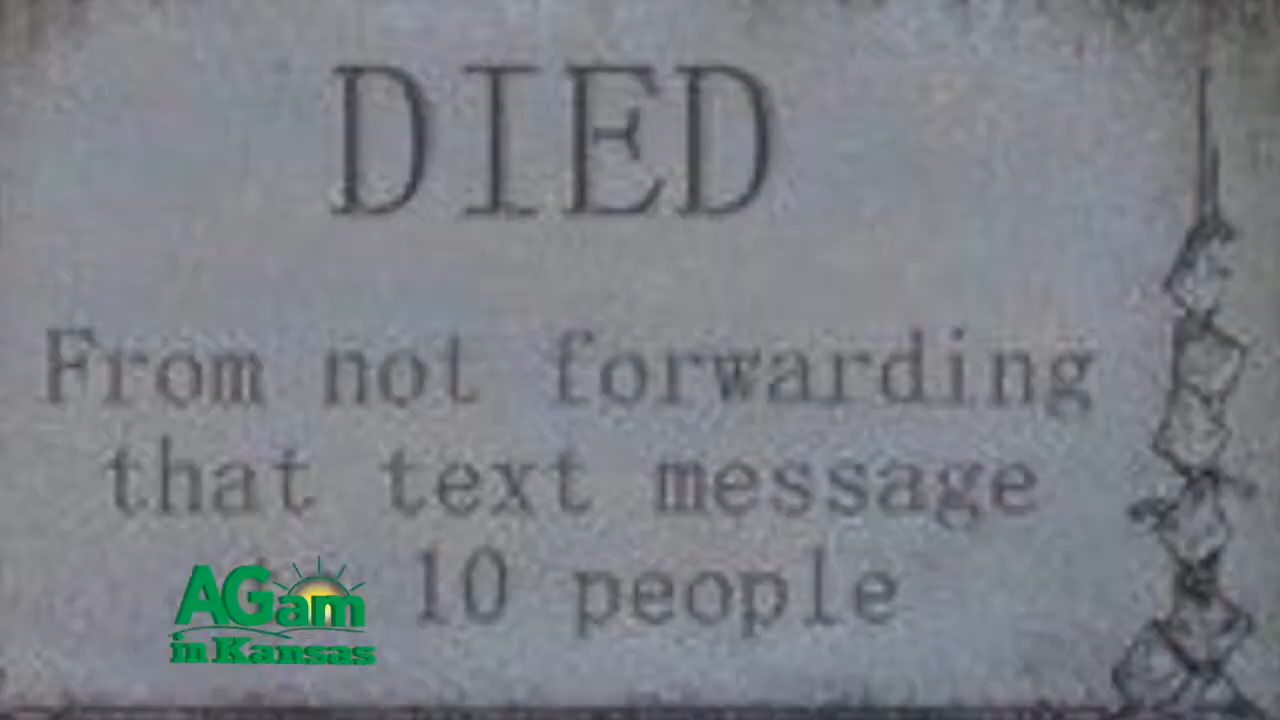 DIED
From not forwarding
that text message
10 people
AGam
in Kansas